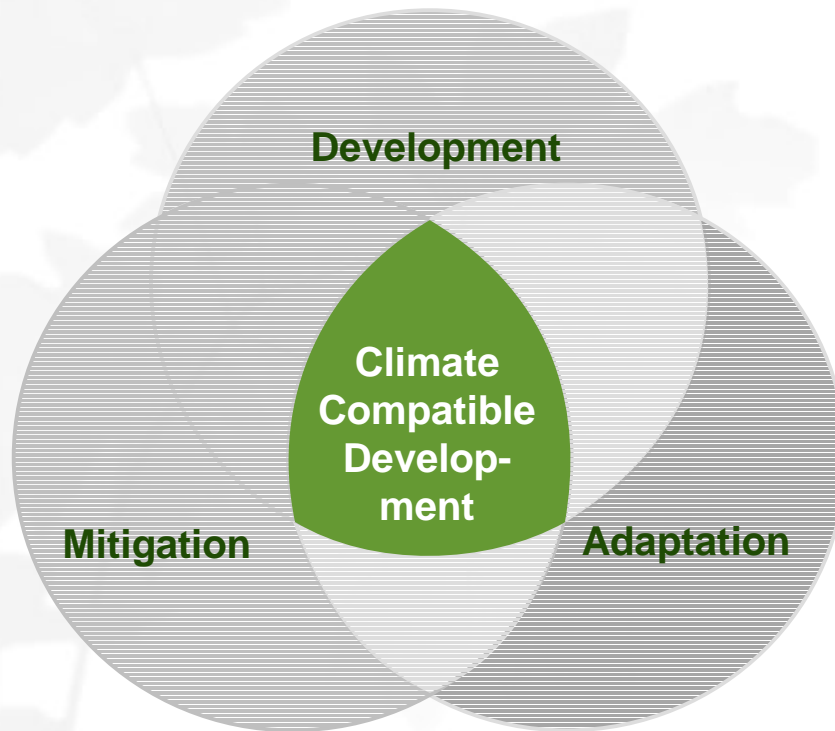 Development
Climate
Compatible
Develop-
ment
Mitigation
Adaptation